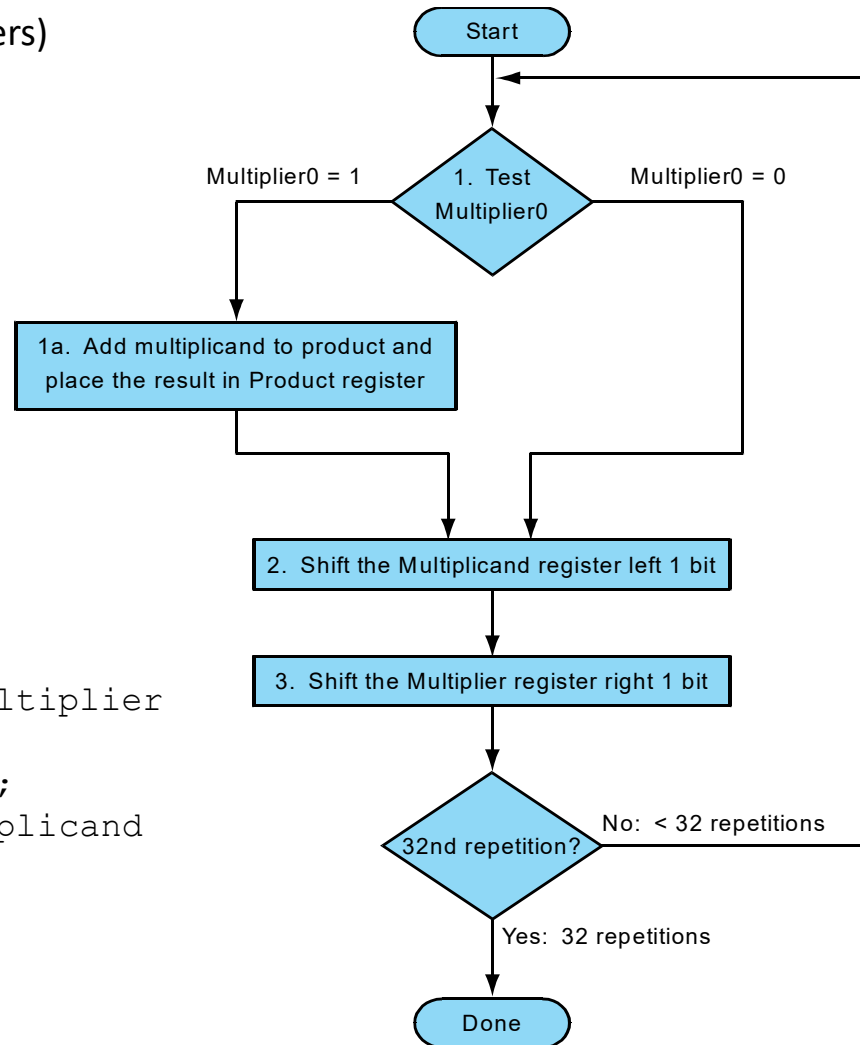 ers)
Start
Multiplier0 = 1
1. Test
Multiplier0
Multiplier0 = 0
1a. Add multiplicand to product and
place the result in Product register
2. Shift the Multiplicand register left 1 bit
3. Shift the Multiplier register right 1 bit
ltiplier
;
plicand
32nd repetition?
No: < 32 repetitions
Yes: 32 repetitions
Done